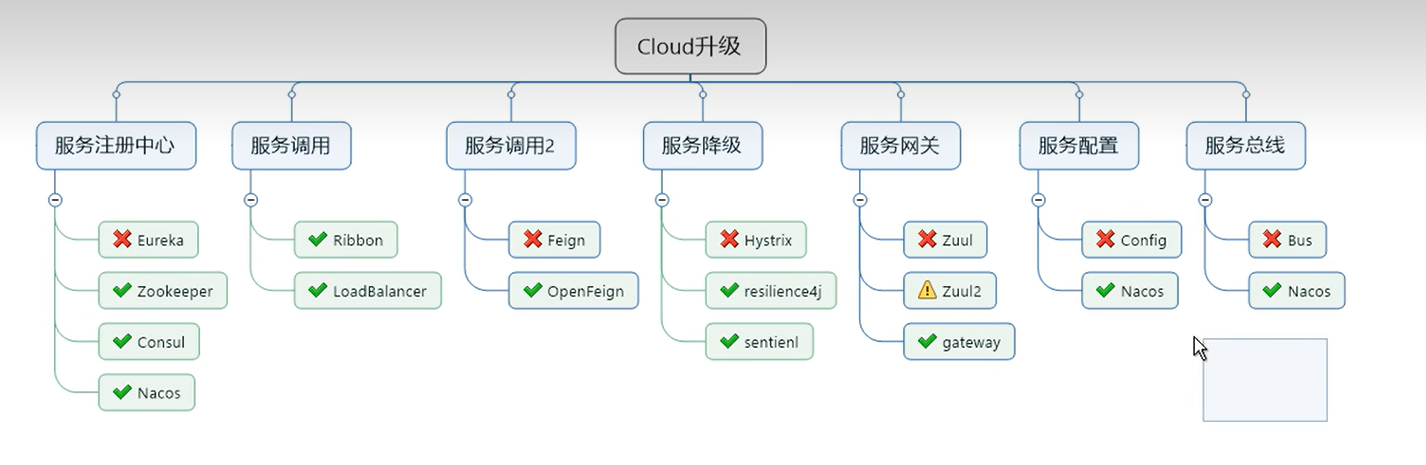 Cloud升级
服务注册中心
服务调用
服务调用2
服务降级
服务网关
服务配置
服务总线
Eureka
Ribbon
Feign
Hystrix
Zuul
Config
Bus
Zookeeper
LoadBalancer
OpenFeign
resilience4j
Zuul2
Nacos
Nacos
Consul
sentienl
gateway
Nacos